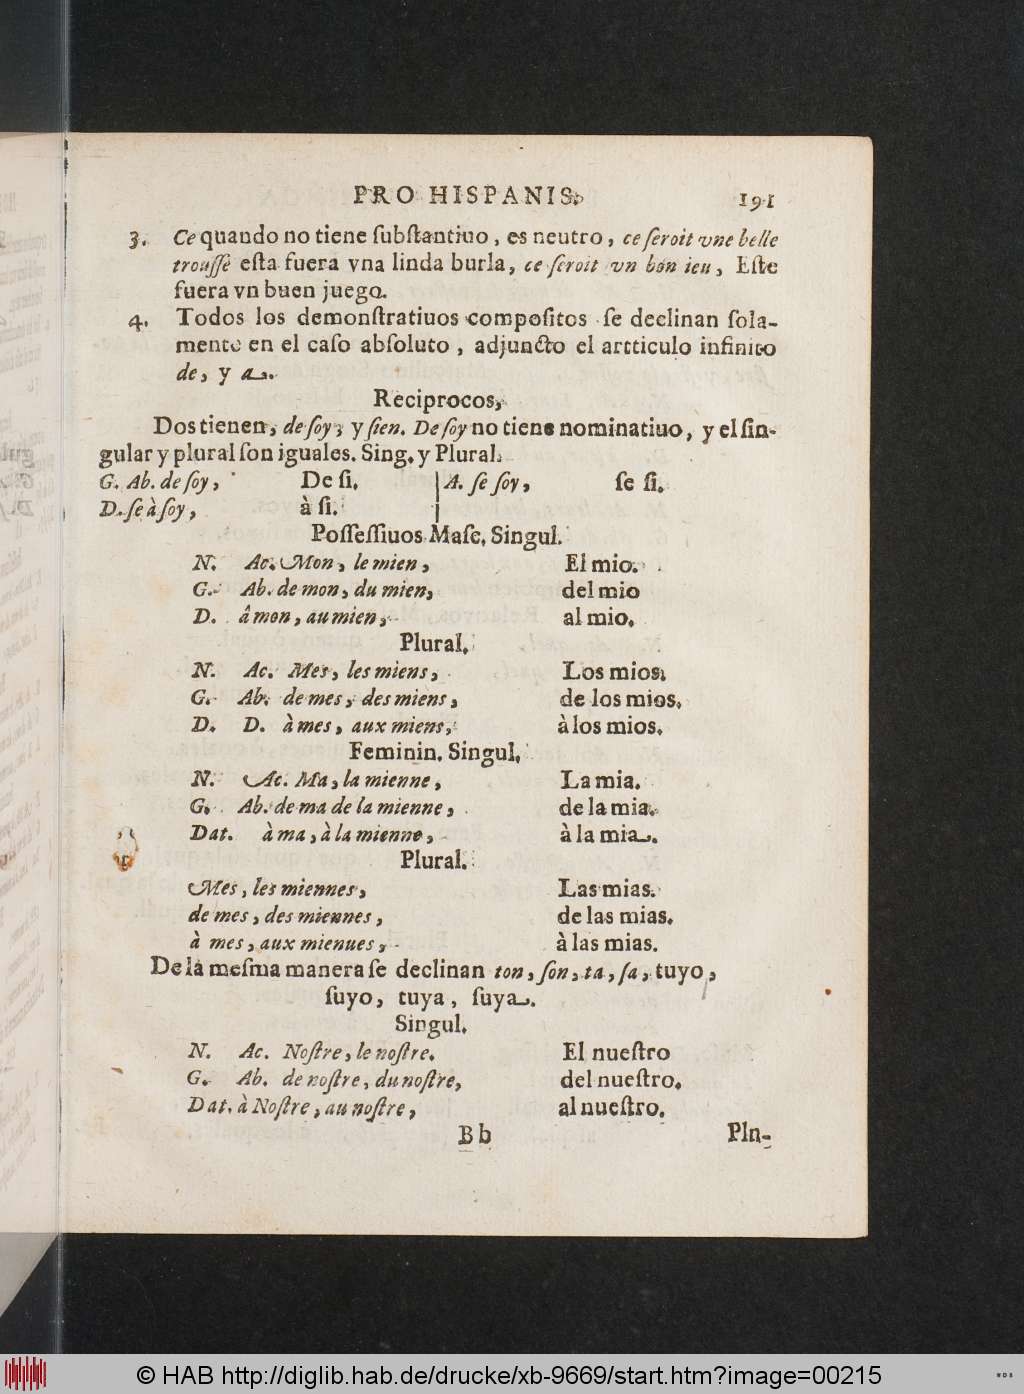 PRO HISPANIS. 191
3. Ce quando no tiene ſubſtantiuo, es neutro, ce ſeroit vne belle
trouſſe eſta fuera vna linda burla, ce ſeroit vn bon ieu, Eſte
fuera vn buen juego.
4. Todos los demonſtratiuos compoſitos ſe declinan ſola-
mente en el caſo abſoluto, adjuncto el artticulo infinito
de, y a.
Reciprocos,
Dos tienen, de ſoy, y ſien. De ſoy no tiene nominatiuo, y el ſin-
gular y plural ſon iguales. Sing. y Plural.
G. Ab. de ſoy, De ſi. A. ſe ſoy, ſe ſi.
D. ſe à ſoy, à ſi.
Poſſeſſiuos Maſc. Singul.
N. Ac. Mon, le mien, El mio.
G. Ab. de mon, du mien, del mio
D. â mon, au mien, al mio.
Plural.
N. Ac. Mes, les miens, Los mios.
G. Ab. de mes, des miens, de los mios.
D. D. à mes, aux miens, à los mios.
Feminin. Singul.
N. Ac. Ma, la mienne, La mia.
G. Ab. de ma de la mienne, de la mia.
Dat. à ma, à la mienne, à la mia.
Plural.
Mes, les miennes, Las mias.
de mes, des miennes, de las mias.
à mes, aux mienues, à las mias.
De la meſma manera ſe declinan ton, ſon, ta, ſa, tuyo,
ſuyo, tuya, ſuya.
Singul.
N. Ac. Noſtre, le noſtre. El nueſtro
G. Ab. de noſtre, du noſtre, del nueſtro.
Dat. à Noſtre, au noſtre, al nueſtro.
Bb Pln-
© HAB http://diglib.hab.de/drucke/xb-9669/start.htm?image=00215